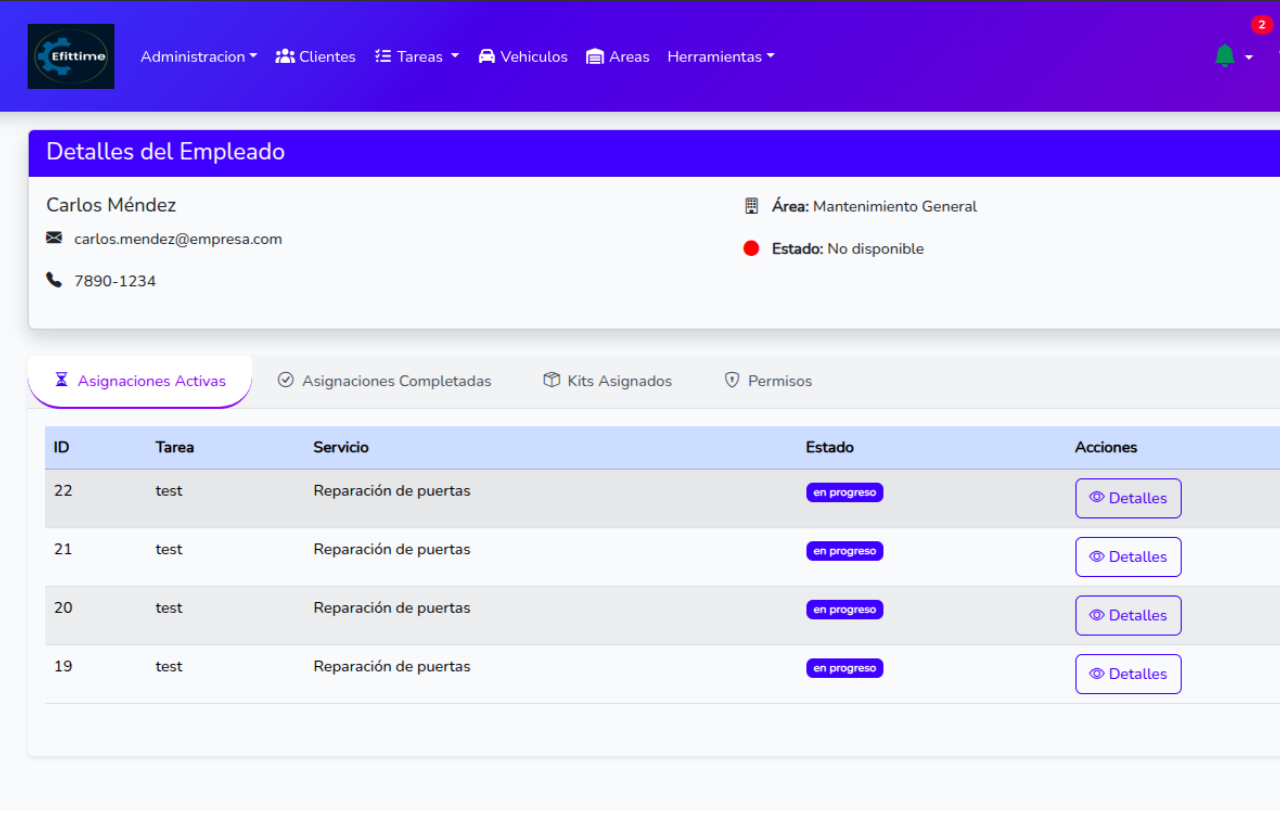 2
Efittime
Administracion Clientes Tareas Vehiculos Areas Herramientas
Detalles del Empleado
Carlos Méndez
carlos.mendez@empresa.com
7890-1234
Área: Mantenimiento General
Estado: No disponible
Asignaciones Activas Asignaciones Completadas Kits Asignados Permisos
ID Tarea Servicio Estado Acciones
22 test Reparación de puertas en progreso Detalles
21 test Reparación de puertas en progreso Detalles
20 test Reparación de puertas en progreso Detalles
19 test Reparación de puertas en progreso Detalles